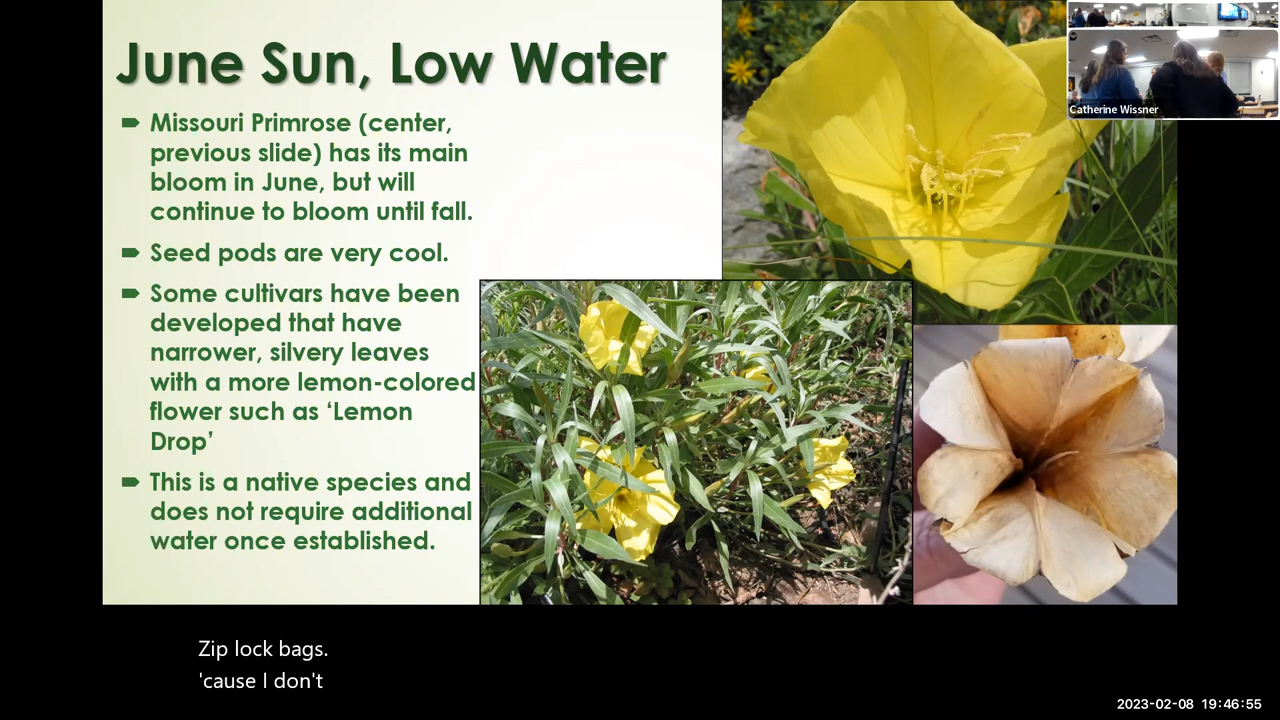 June Sun, Low Water
Missouri Primrose (center,
previous slide) has its main
bloom in June, but will
continue to bloom until fall.
Seed pods are very cool.
Some cultivars have been
developed that have
narrower, silvery leaves
with a more lemon-colored
flower such as ‘Lemon
Drop’
This is a native species and
does not require additional
water once established.
Catherine Wissner
Zip lock bags.
'cause I don't
2023-02-08 19:46:55